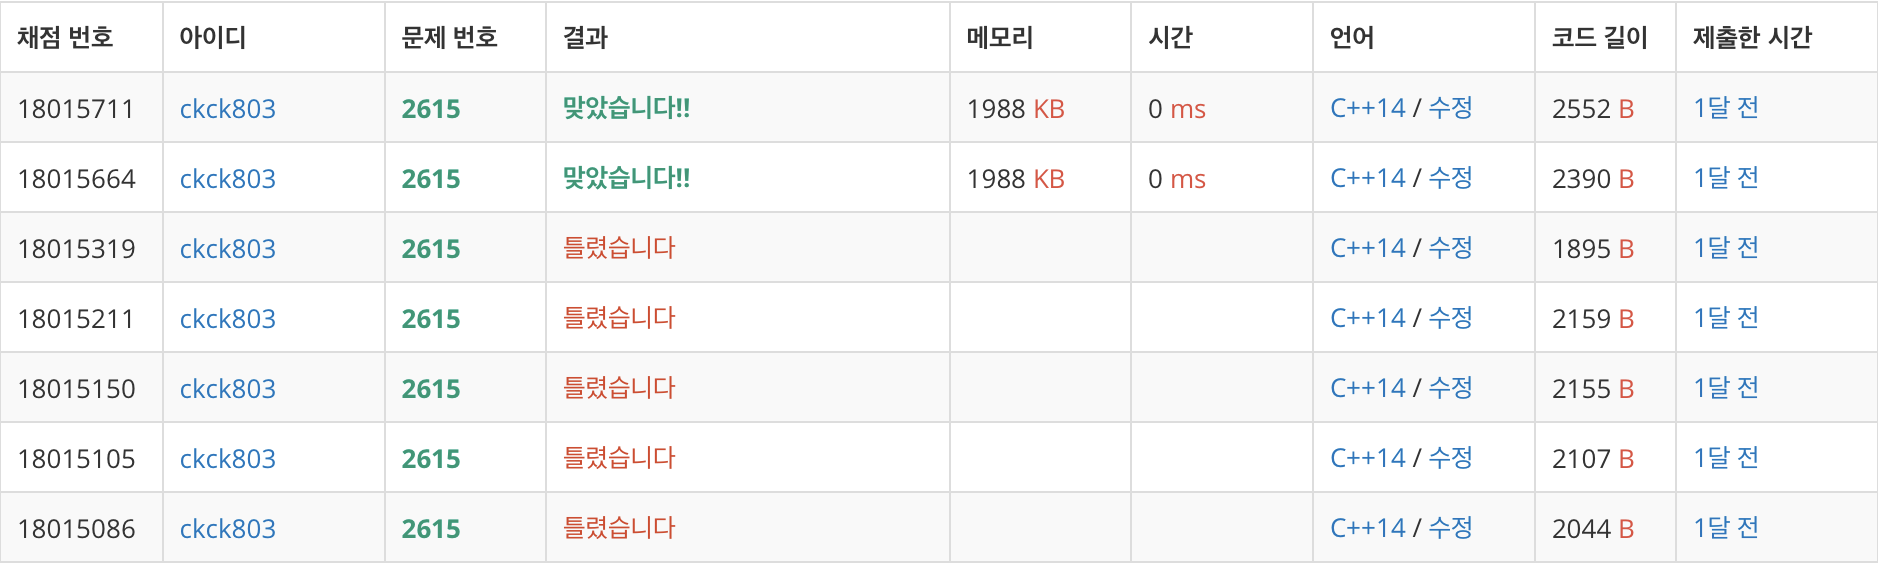 채점 번호 아이디 문제 번호 결과 메모리 시간 언어 코드 길이 제출한 시간
18015711 ckck803 2615 맞았습니다!! 1988 KB 0 ms C++14 / 수정 2552 B 1달 전
18015664 ckck803 2615 맞았습니다!! 1988 KB 0 ms C++14 / 수정 2390 B 1달 전
18015319 ckck803 2615 틀렸습니다 C++14 / 수정 1895 B 1달 전
18015211 ckck803 2615 틀렸습니다 C++14 / 수정 2159 B 1달 전
18015150 ckck803 2615 틀렸습니다 C++14 / 수정 2155 B 1달 전
18015105 ckck803 2615 틀렸습니다 C++14 / 수정 2107 B 1달 전
18015086 ckck803 2615 틀렸습니다 C++14 / 수정 2044 B 1달 전